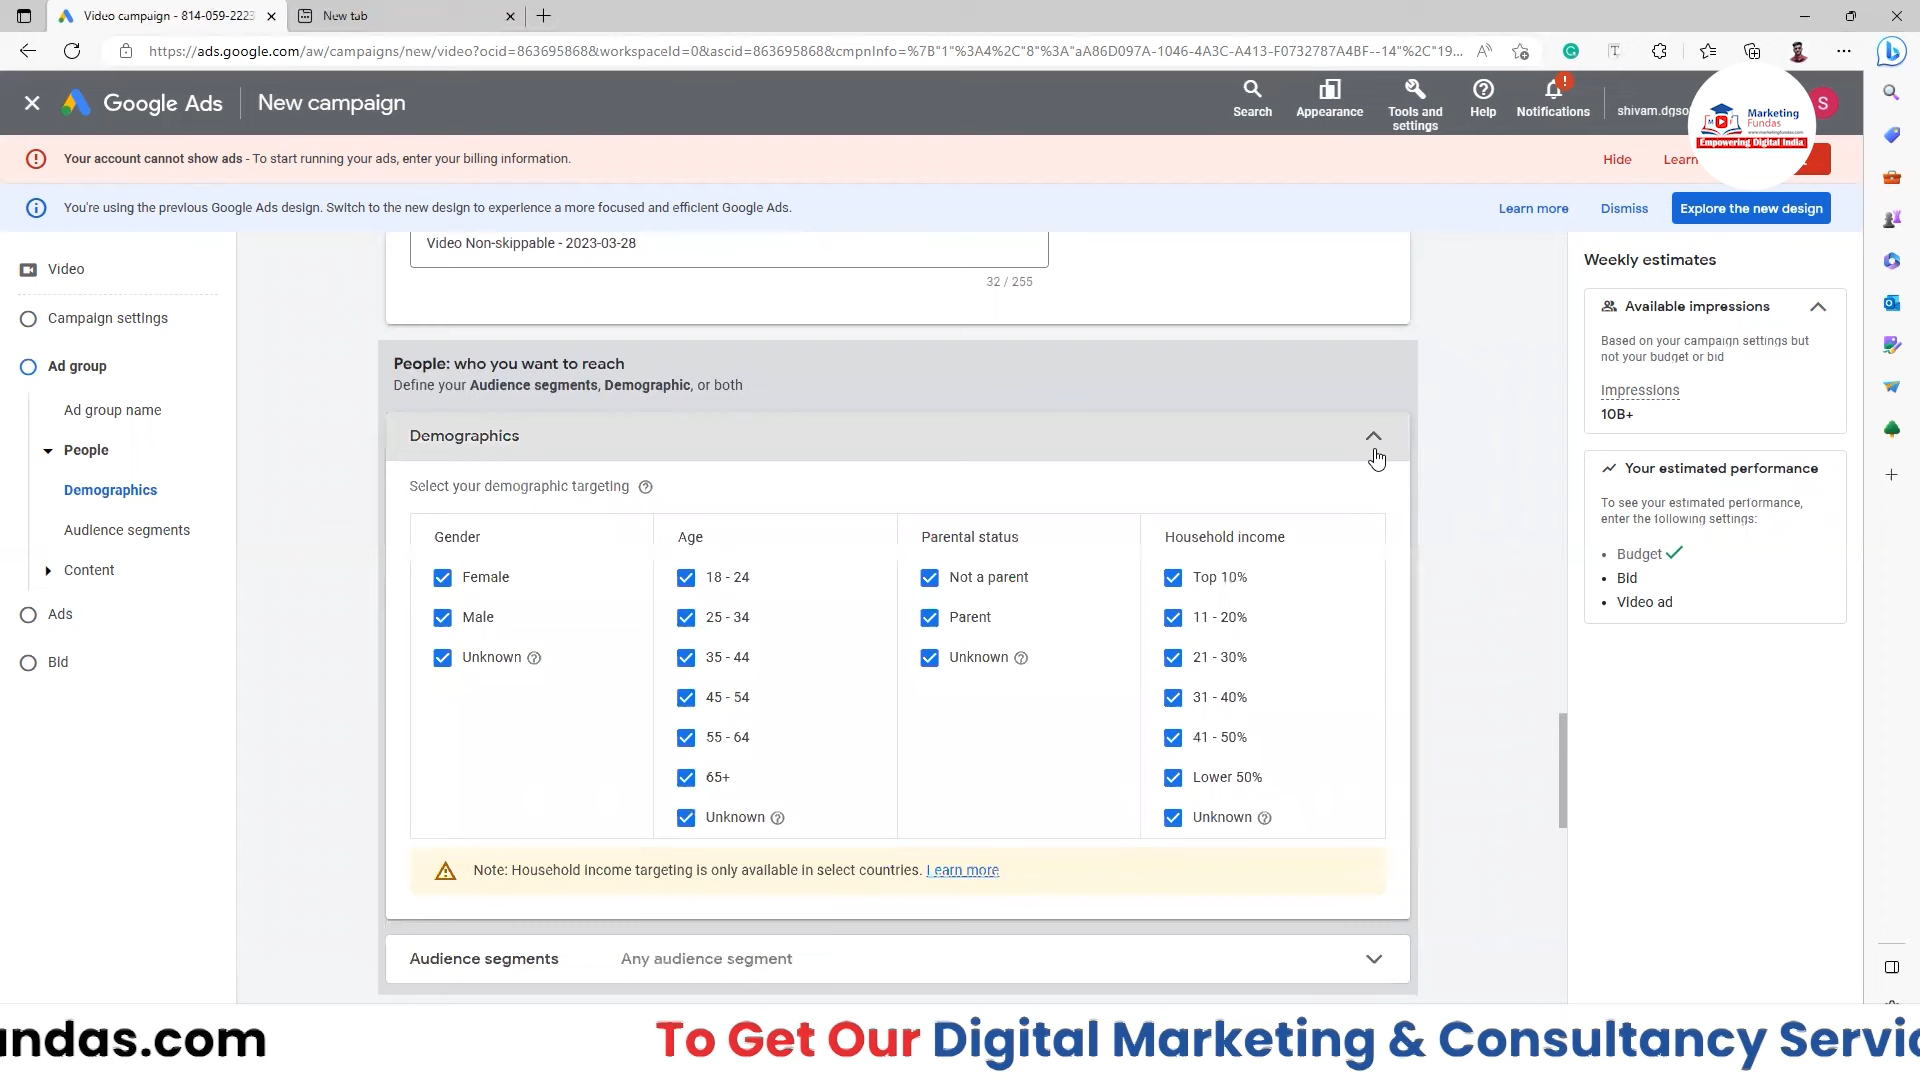 Video campaign - 814-059-2223
New tab
https://ads.google.com/aw/campaigns/new/video?ocid=863695868&workspaceId=0&ascid=863695868&cmpnInfo=%7B"1"%3A4%2C"8"%3A"aA86D097A-1046-4A3C-A413-F0732787A4BF--14"%2C"19...
Google Ads
New campaign
Search
Appearance
Tools and settings
Help
Notifications
shivam.dgso
S
Marketing
Fundas
www.marketingfundas.com
Empowering Digital India
Your account cannot show ads - To start running your ads, enter your billing information.
Hide
Learn
You're using the previous Google Ads design. Switch to the new design to experience a more focused and efficient Google Ads.
Learn more
Dismiss
Explore the new design
Video
Campaign settings
Ad group
Ad group name
People
Demographics
Audience segments
Content
Ads
Bid
Video Non-skippable - 2023-03-28
32 / 255
People: who you want to reach
Define your Audience segments, Demographic, or both
Demographics
Select your demographic targeting
Gender
Female
Male
Unknown
Age
18 - 24
25 - 34
35 - 44
45 - 54
55 - 64
65+
Unknown
Parental status
Not a parent
Parent
Unknown
Household income
Top 10%
11 - 20%
21 - 30%
31 - 40%
41 - 50%
Lower 50%
Unknown
Note: Household income targeting is only available in select countries. Learn more
Audience segments
Any audience segment
Weekly estimates
Available impressions
Based on your campaign settings but
not your budget or bid
Impressions
10B+
Your estimated performance
To see your estimated performance,
enter the following settings:
Budget
Bid
Video ad
undas.com
To Get Our Digital Marketing & Consultancy Servic